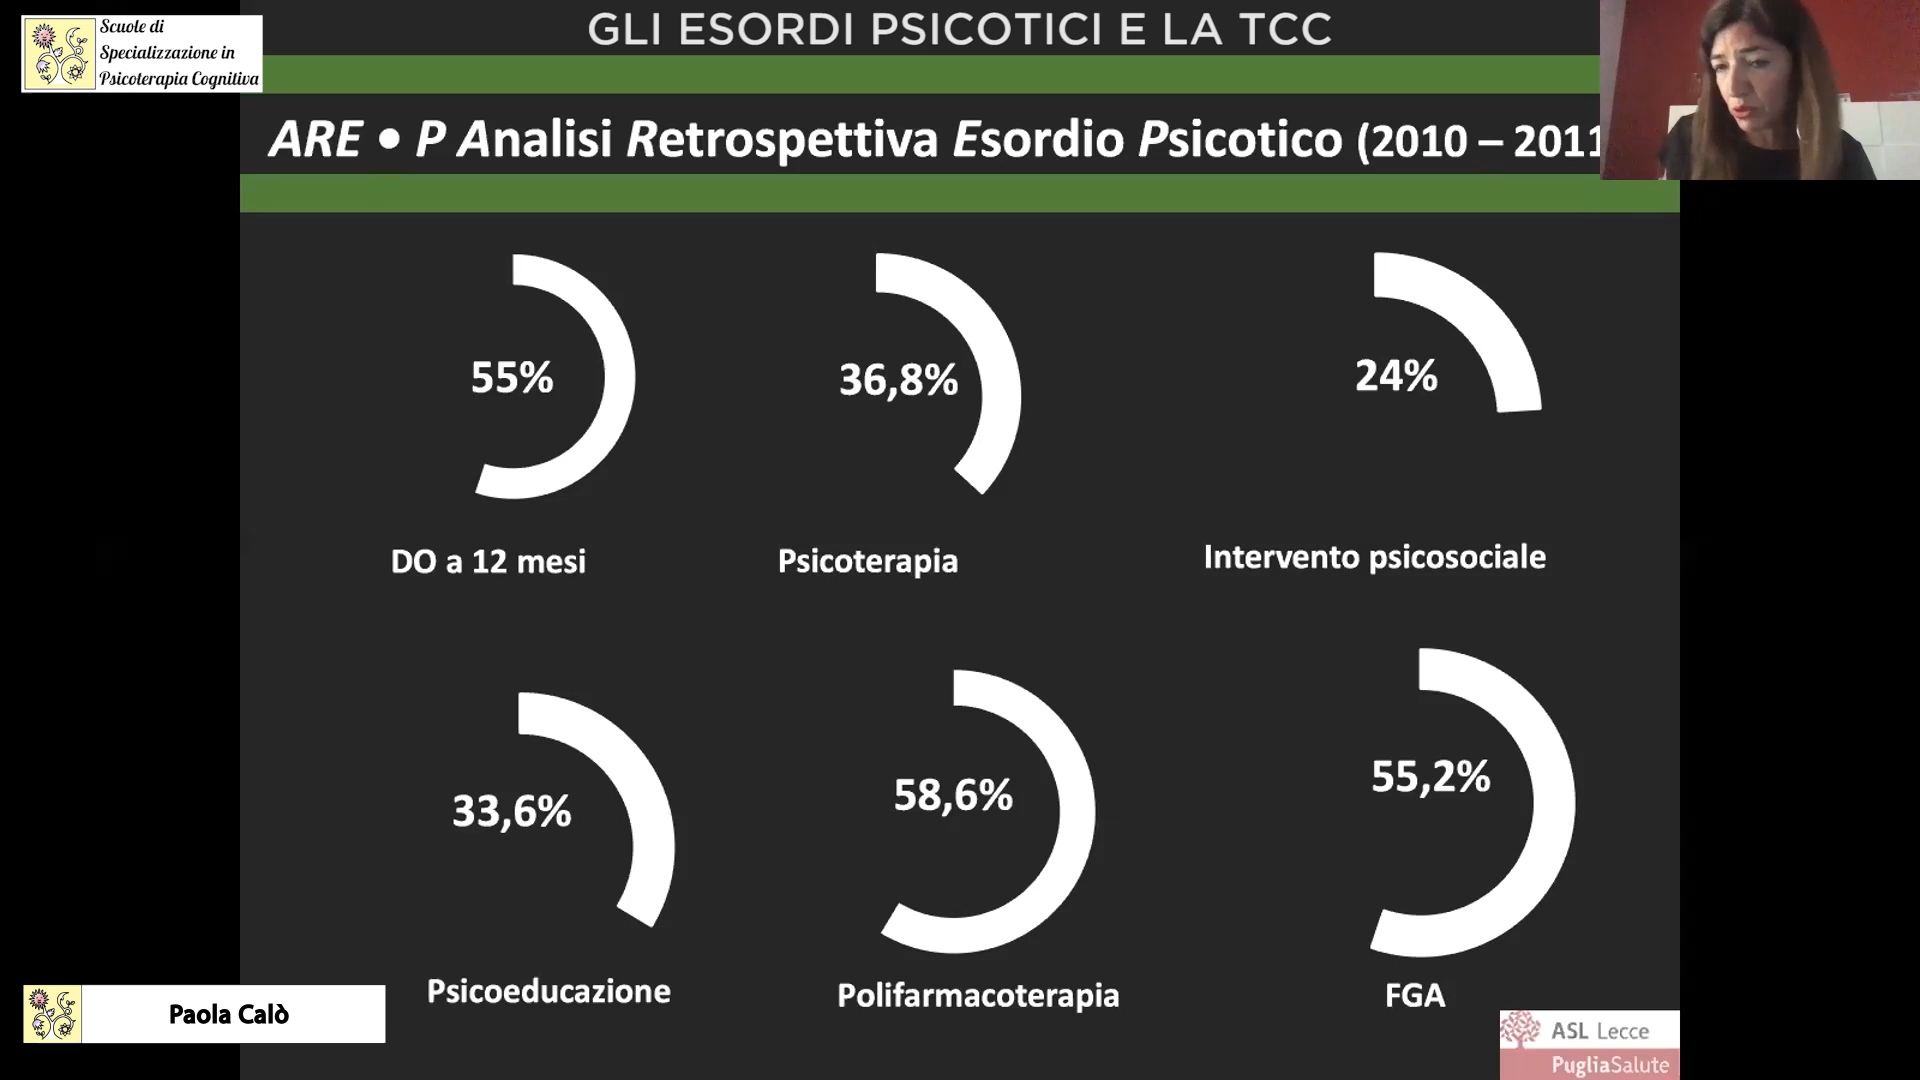 GLI ESORDI PSICOTICI E LA TCC
Scuole di
Specializzazione in
Psicoterapia Cognitiva
ARE • P Analisi Retrospettiva Esordio Psicotico (2010 – 2011
55%
36,8%
24%
DO a 12 mesi
Psicoterapia
Intervento psicosociale
33,6%
58,6%
55,2%
Psicoeducazione
Polifarmacoterapia
FGA
Paola Calò
ASL Lecce
PugliaSalute